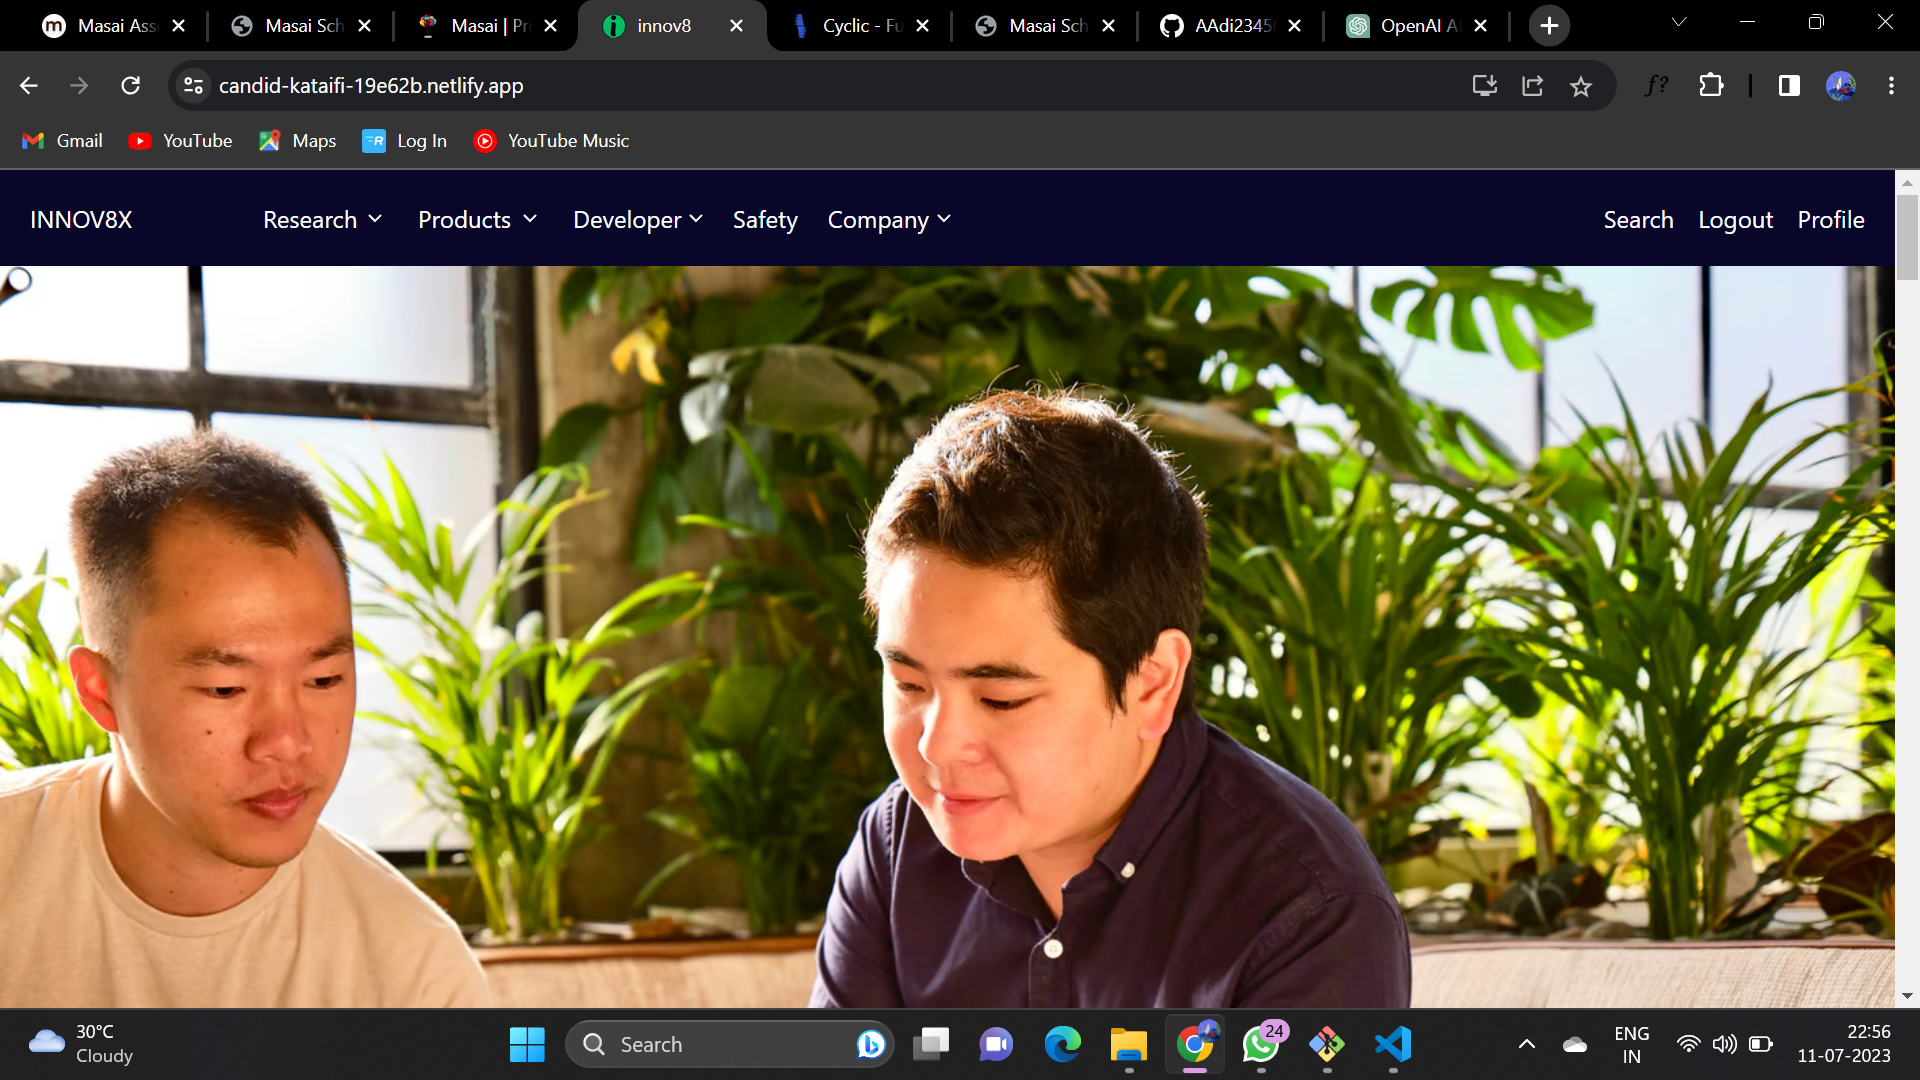 Masai Ass
Masai Sch
Masai | Pr
innov8
Cyclic - Fu
Masai Sch
AAdi2345
OpenAI A
candid-kataifi-19e62b.netlify.app
f?
Gmail
YouTube
Maps
Log In
YouTube Music
INNOV8X
Research
Products
Developer
Safety
Company
Search
Logout
Profile
30°C
Cloudy
Search
24
ENG
IN
22:56
11-07-2023